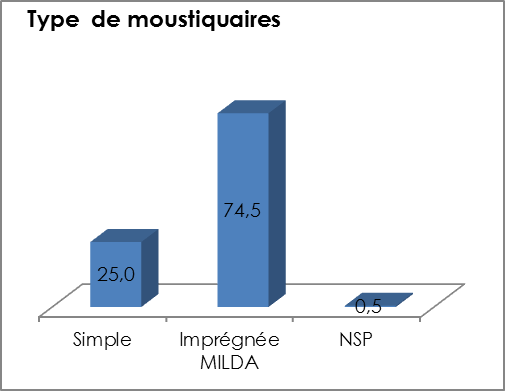 Type de moustiquaires
74,5
25,0
0,5
Simple
Imprégnée
MILDA
NSP